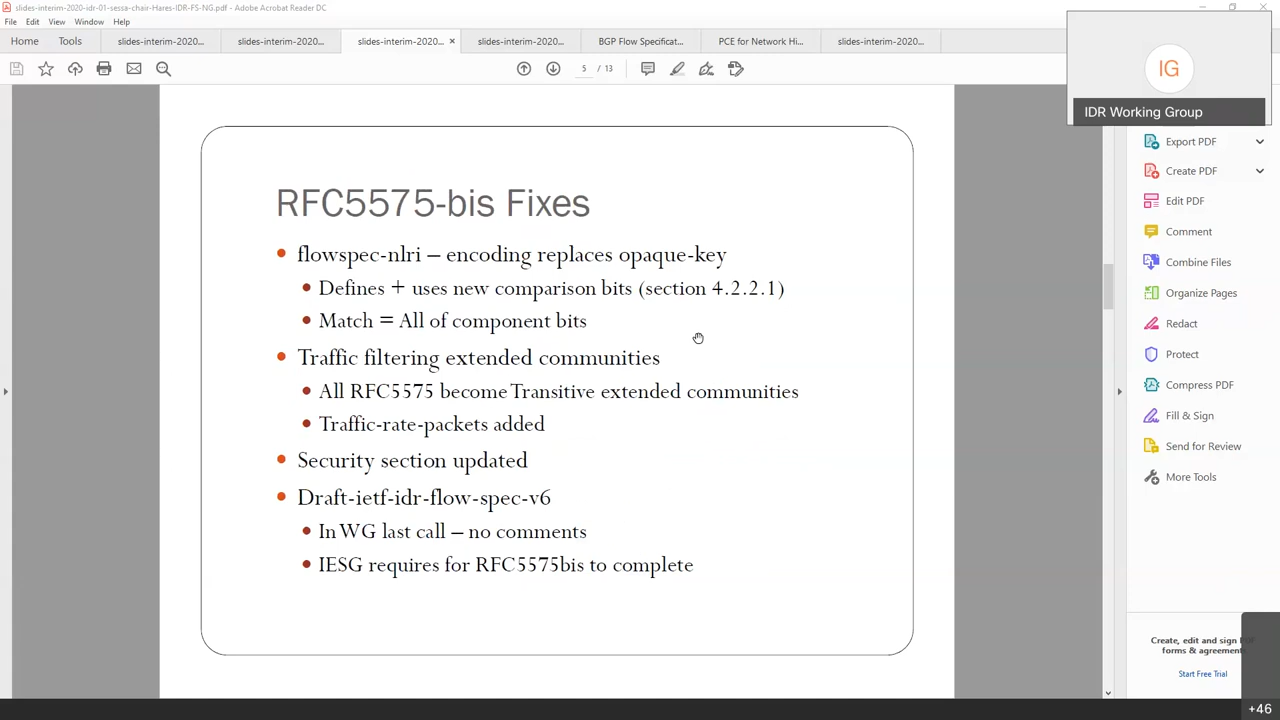 slides-interim-2020-idr-01-sessa-chair-Hares-IDR-FS-NG.pdf - Adobe Acrobat Reader DC
File Edit View Window Help
Home Tools slides-interim-2020... slides-interim-2020... slides-interim-2020... × slides-interim-2020... BGP Flow Specificat... PCE for Network Hi... slides-interim-2020...
5 / 13
IG
IDR Working Group
RFC5575-bis Fixes
flowspec-nlri – encoding replaces opaque-key
Defines + uses new comparison bits (section 4.2.2.1)
Match = All of component bits
Traffic filtering extended communities
All RFC5575 become Transitive extended communities
Traffic-rate-packets added
Security section updated
Draft-ietf-idr-flow-spec-v6
In WG last call – no comments
IESG requires for RFC5575bis to complete
Export PDF
Create PDF
Edit PDF
Comment
Combine Files
Organize Pages
Redact
Protect
Compress PDF
Fill & Sign
Send for Review
More Tools
Create, edit and sign
forms & agreements
Start Free Trial
+46